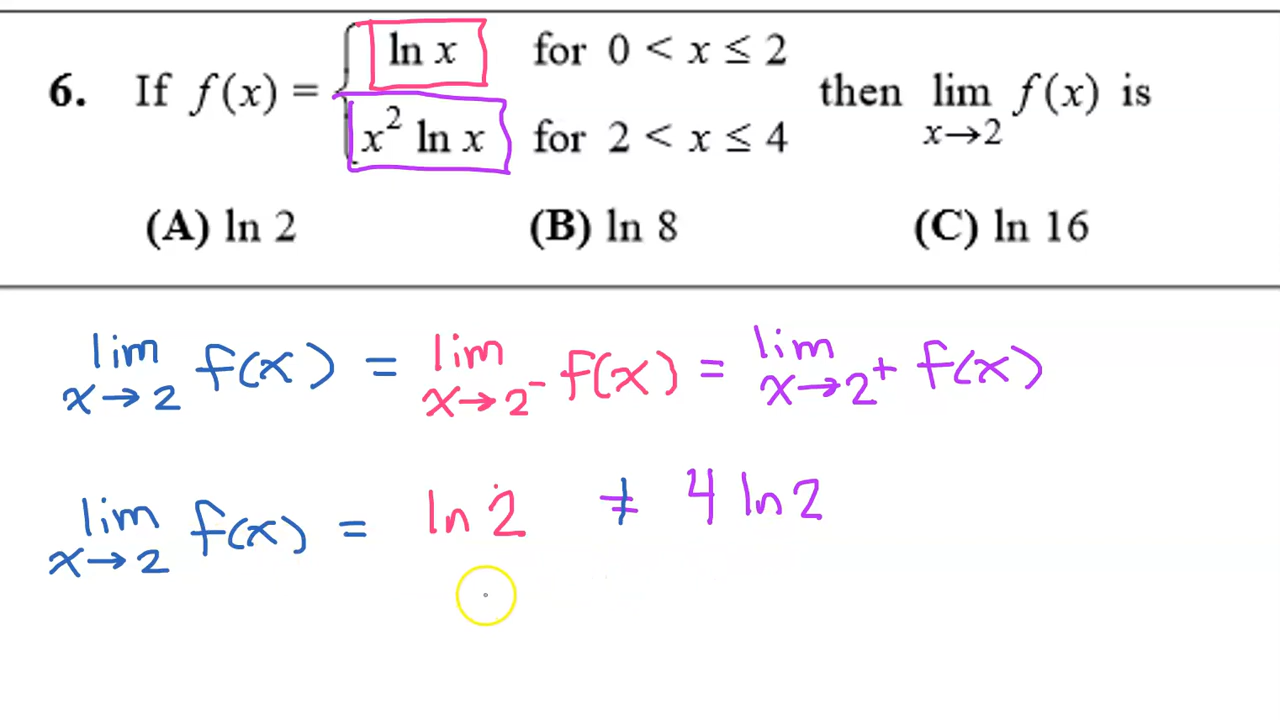 6. If f(x) = { ln x for 0 < x ≤ 2
x² ln x for 2 < x ≤ 4
then lim x→2 f(x) is
(A) ln 2 (B) ln 8 (C) ln 16
lim x→2 f(x) = lim x→2⁻ f(x) = lim x→2⁺ f(x)
lim x→2 f(x) = ln 2 ≠ 4 ln 2